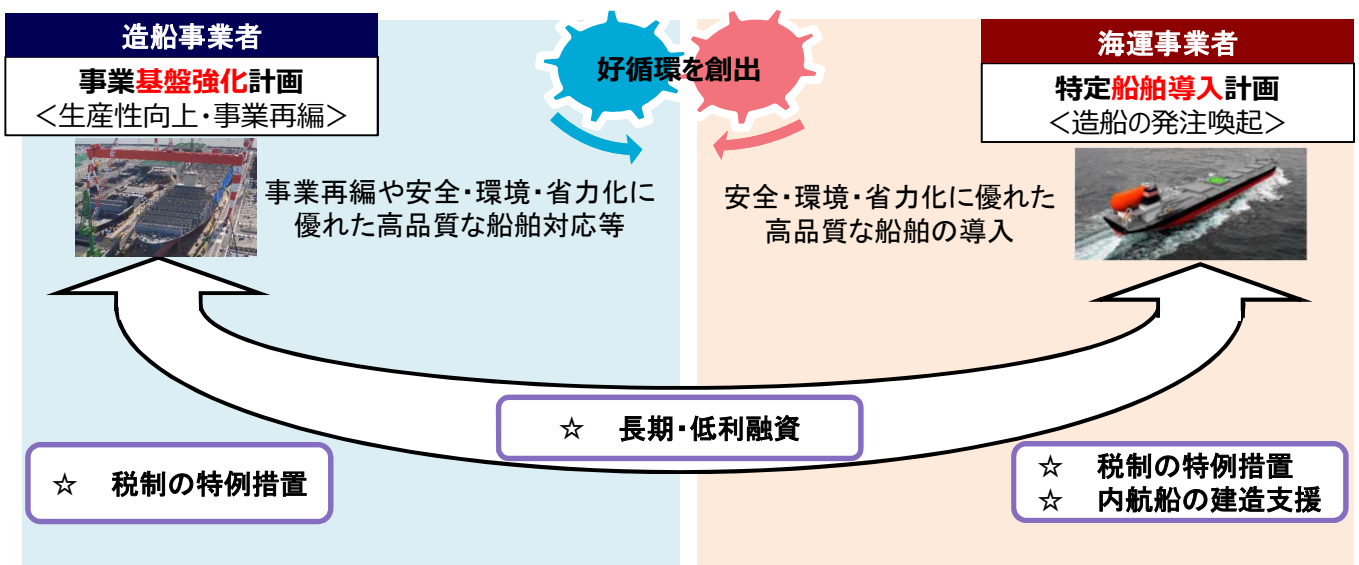 造船事業者
事業基盤強化計画
＜生産性向上・事業再編＞
好循環を創出
海運事業者
特定船舶導入計画
＜造船の発注喚起＞
事業再編や安全・環境・省力化に
優れた高品質な船舶対応等
安全・環境・省力化に優れた
高品質な船舶の導入
☆ 長期・低利融資
☆ 税制の特例措置
☆ 税制の特例措置
☆ 内航船の建造支援